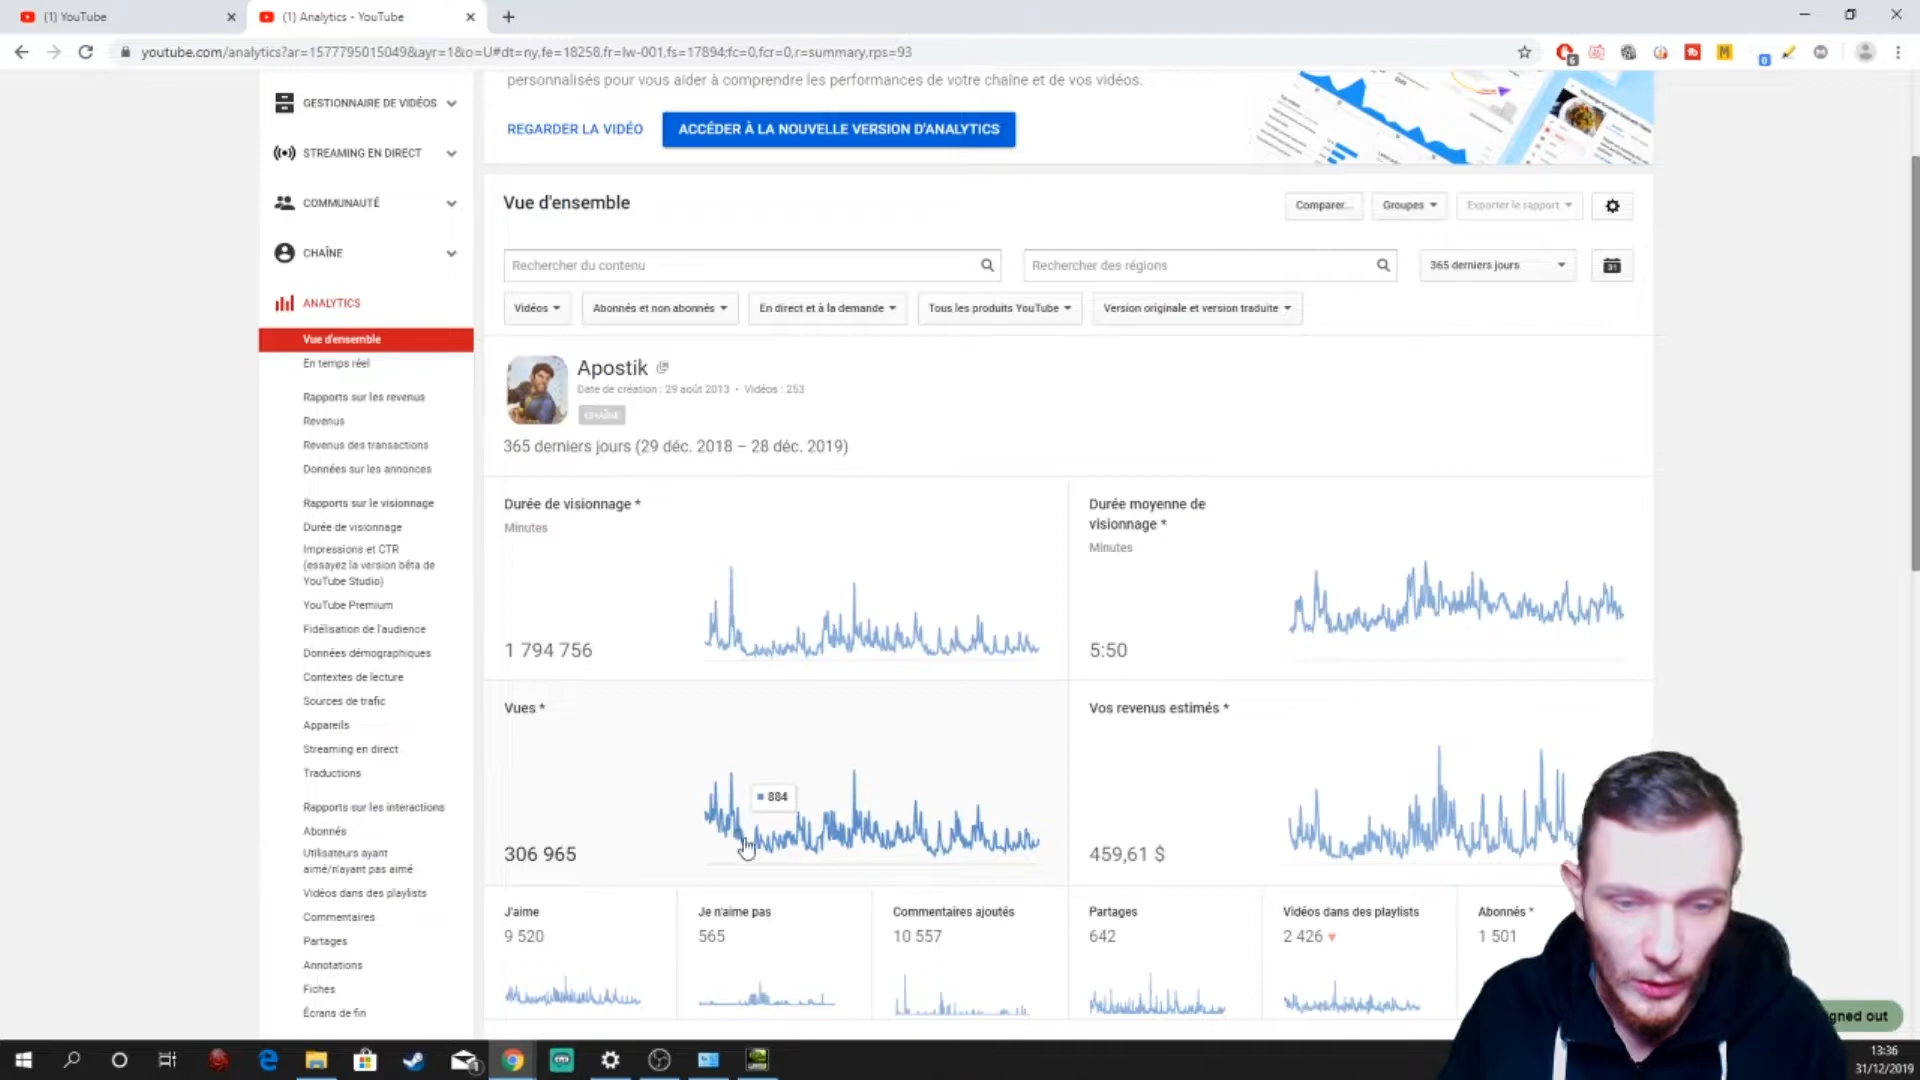 (1) YouTube
(1) Analytics - YouTube
youtube.com/analytics?ar=1577795015049&ayr=1&o=U#dt=ny,fe=18258,fr=lw-001,fs=17894;fc=0,fcr=0,r=summary,rps=93
GESTIONNAIRE DE VIDÉOS
STREAMING EN DIRECT
COMMUNAUTÉ
CHAÎNE
ANALYTICS
Vue d'ensemble
En temps réel
Rapports sur les revenus
Revenus
Revenus des transactions
Données sur les annonces
Rapports sur le visionnage
Durée de visionnage
Impressions et CTR
(essayez la version bêta de
YouTube Studio)
YouTube Premium
Fidélisation de l'audience
Données démographiques
Contextes de lecture
Sources de trafic
Appareils
Streaming en direct
Traductions
Rapports sur les interactions
Abonnés
Utilisateurs ayant
aimé/n'ayant pas aimé
Vidéos dans des playlists
Commentaires
Partages
Annotations
Fiches
Écrans de fin
personnalisés pour vous aider à comprendre les performances de votre chaîne et de vos vidéos.
REGARDER LA VIDÉO
ACCÉDER À LA NOUVELLE VERSION D'ANALYTICS
Vue d'ensemble
Comparer...
Groupes
Exporter le rapport
Rechercher du contenu
Rechercher des régions
365 derniers jours
31
Vidéos
Abonnés et non abonnés
En direct et à la demande
Tous les produits YouTube
Version originale et version traduite
Apostik
Date de création : 29 août 2013 • Vidéos : 253
CHAÎNE
365 derniers jours (29 déc. 2018 – 28 déc. 2019)
Durée de visionnage *
Minutes
1 794 756
Durée moyenne de
visionnage *
Minutes
5:50
Vues *
884
306 965
Vos revenus estimés *
459,61 $
J'aime
9 520
Je n'aime pas
565
Commentaires ajoutés
10 557
Partages
642
Vidéos dans des playlists
2 426
Abonnés *
1 501
gned out
13:36
31/12/2019